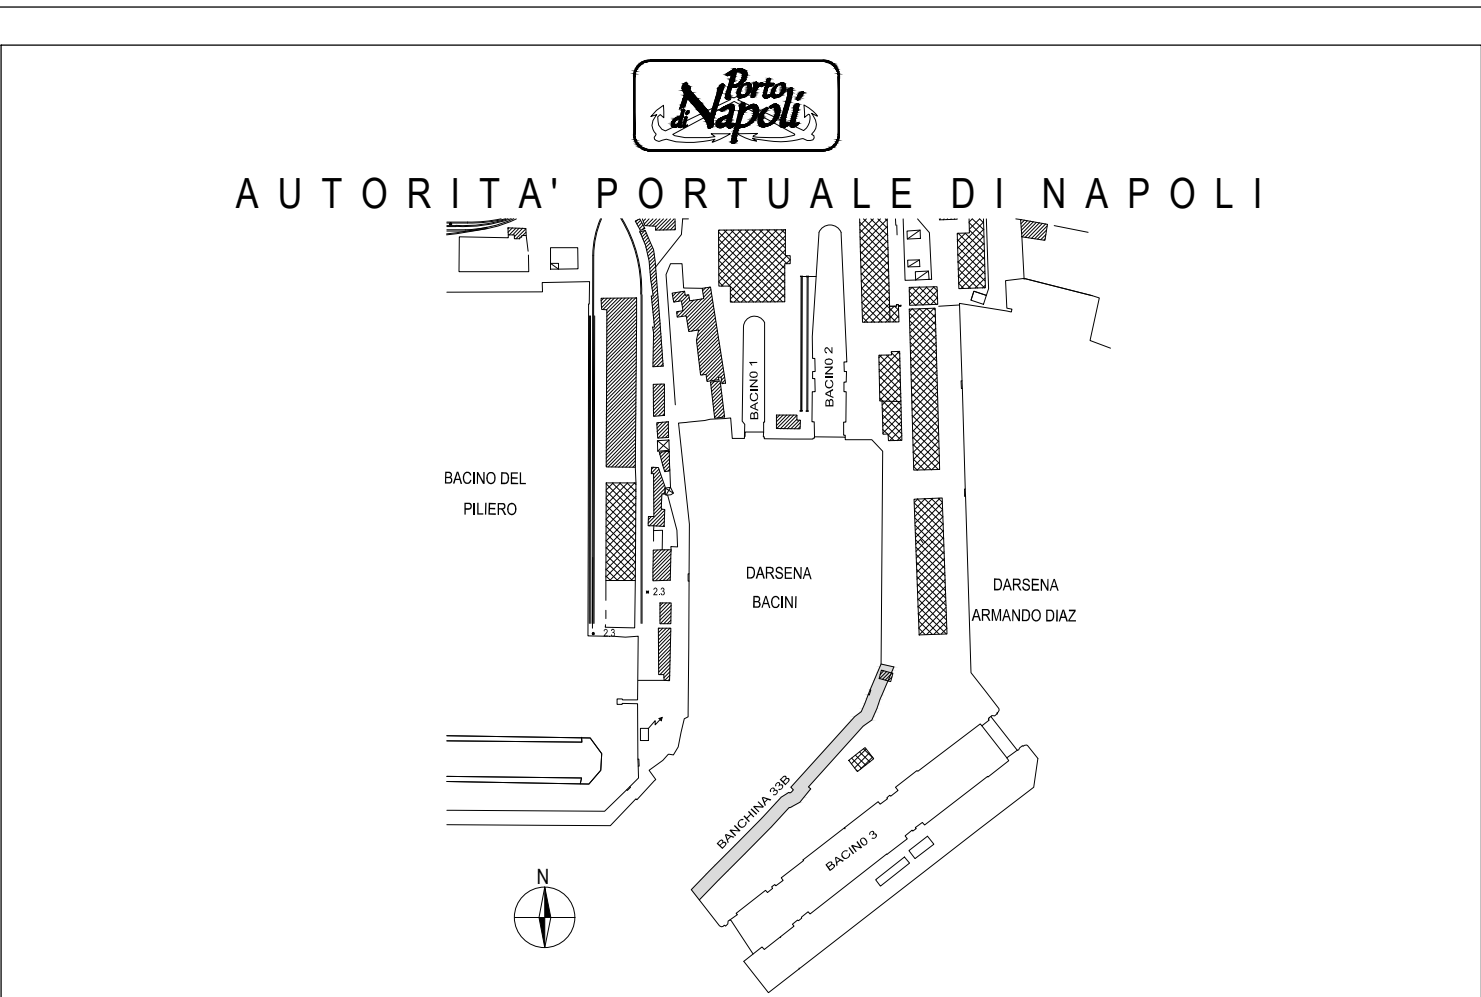 Porto
di Napoli
AUTORITA' PORTUALE DI NAPOLI
BACINO 1
BACINO 2
BACINO DEL
PILIERO
DARSENA
BACINI
2.3
2.3
DARSENA
ARMANDO DIAZ
BANCHINA 33B
BACINO 3
N